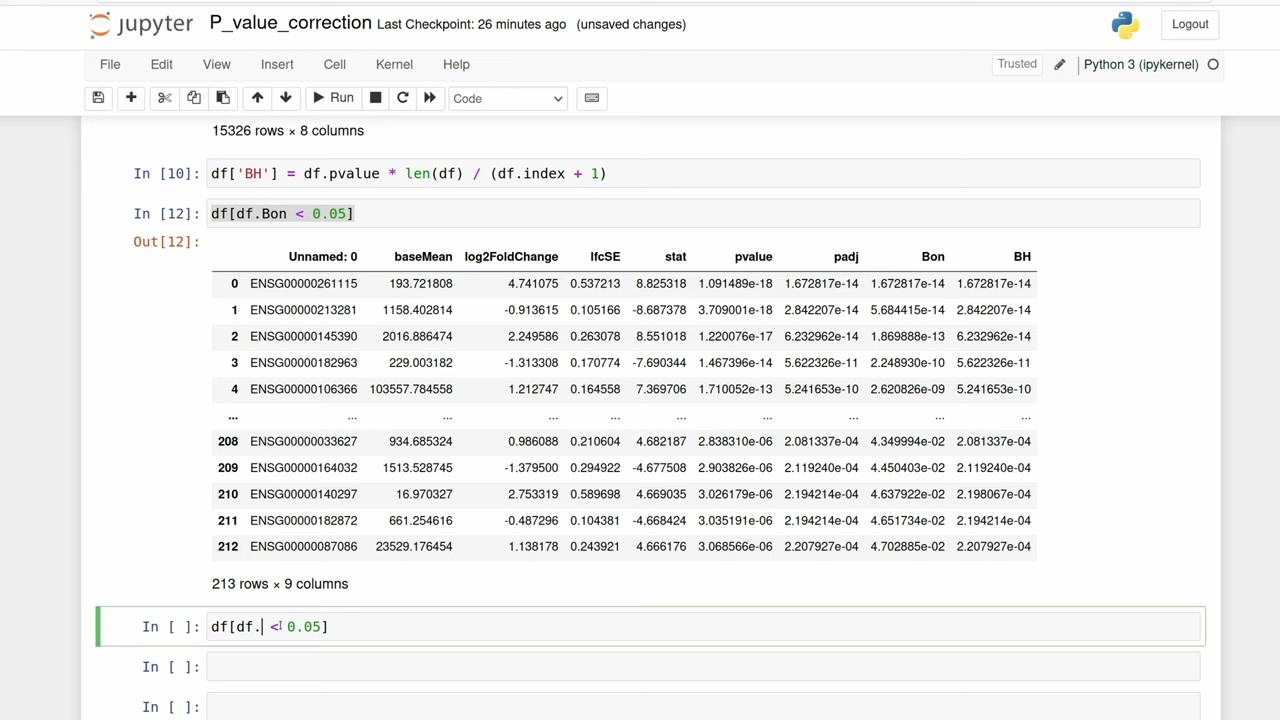 jupyter P_value_correction Last Checkpoint: 26 minutes ago (unsaved changes) Logout
File Edit View Insert Cell Kernel Help Trusted Python 3 (ipykernel)
Run Code
15326 rows × 8 columns
In [10]: df['BH'] = df.pvalue * len(df) / (df.index + 1)
In [12]: df[df.Bon < 0.05]
Out[12]:
Unnamed: 0 baseMean log2FoldChange lfcSE stat pvalue padj Bon BH
0 ENSG00000261115 193.721808 4.741075 0.537213 8.825318 1.091489e-18 1.672817e-14 1.672817e-14 1.672817e-14
1 ENSG00000213281 1158.402814 -0.913615 0.105166 -8.687378 3.709001e-18 2.842207e-14 5.684415e-14 2.842207e-14
2 ENSG00000145390 2016.886474 2.249586 0.263078 8.551018 1.220076e-17 6.232962e-14 1.869888e-13 6.232962e-14
3 ENSG00000182963 229.003182 -1.313308 0.170774 -7.690344 1.467396e-14 5.622326e-11 2.248930e-10 5.622326e-11
4 ENSG00000106366 103557.784558 1.212747 0.164558 7.369706 1.710052e-13 5.241653e-10 2.620826e-09 5.241653e-10
... ... ... ... ... ... ... ... ... ...
208 ENSG00000033627 934.685324 0.986088 0.210604 4.682187 2.838310e-06 2.081337e-04 4.349994e-02 2.081337e-04
209 ENSG00000164032 1513.528745 -1.379500 0.294922 -4.677508 2.903826e-06 2.119240e-04 4.450403e-02 2.119240e-04
210 ENSG00000140297 16.970327 2.753319 0.589698 4.669035 3.026179e-06 2.194214e-04 4.637922e-02 2.198067e-04
211 ENSG00000182872 661.254616 -0.487296 0.104381 -4.668424 3.035191e-06 2.194214e-04 4.651734e-02 2.194214e-04
212 ENSG00000087086 23529.176454 1.138178 0.243921 4.666176 3.068566e-06 2.207927e-04 4.702885e-02 2.207927e-04
213 rows × 9 columns
In [ ]: df[df. < 0.05]
In [ ]:
In [ ]: